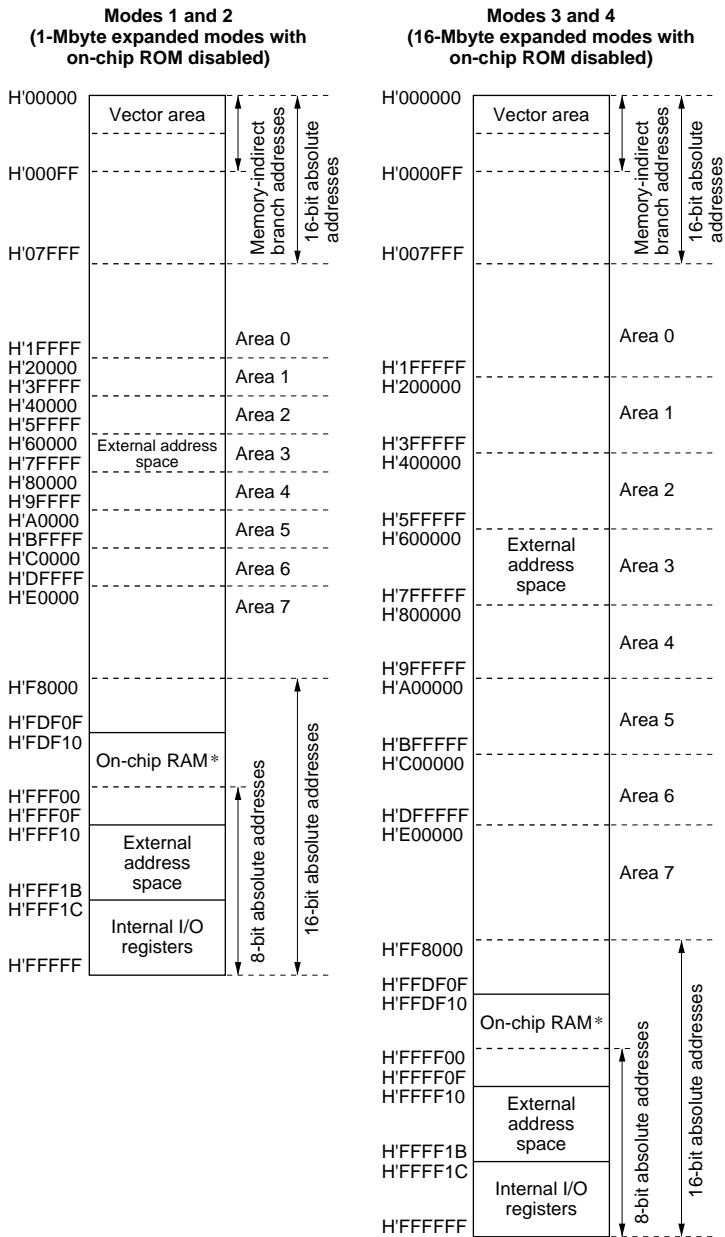 Modes 1 and 2
(1-Mbyte expanded modes with
on-chip ROM disabled)
H'00000
Vector area
H'000FF
H'07FFF
Memory-indirect
branch addresses
16-bit absolute
addresses
H'1FFFF
Area 0
H'20000
H'3FFFF
Area 1
H'40000
H'5FFFF
Area 2
H'60000
H'7FFFF
External address
space
Area 3
H'80000
H'9FFFF
Area 4
H'A0000
H'BFFFF
Area 5
H'C0000
H'DFFFF
Area 6
H'E0000
Area 7
H'F8000
H'FDF0F
H'FDF10
On-chip RAM*
H'FFF00
H'FFF0F
H'FFF10
External
address
space
H'FFF1B
H'FFF1C
Internal I/O
registers
H'FFFFF
8-bit absolute addresses
16-bit absolute addresses
Modes 3 and 4
(16-Mbyte expanded modes with
on-chip ROM disabled)
H'000000
Vector area
H'0000FF
H'007FFF
Memory-indirect
branch addresses
16-bit absolute
addresses
Area 0
H'1FFFFF
H'200000
Area 1
H'3FFFFF
H'400000
Area 2
H'5FFFFF
H'600000
External
address
space
Area 3
H'7FFFFF
H'800000
Area 4
H'9FFFFF
H'A00000
Area 5
H'BFFFFF
H'C00000
Area 6
H'DFFFFF
H'E00000
Area 7
H'FF8000
H'FFDF0F
H'FFDF10
On-chip RAM*
H'FFFF00
H'FFFF0F
H'FFFF10
External
address
space
H'FFFF1B
H'FFFF1C
Internal I/O
registers
H'FFFFFF
8-bit absolute addresses
16-bit absolute addresses